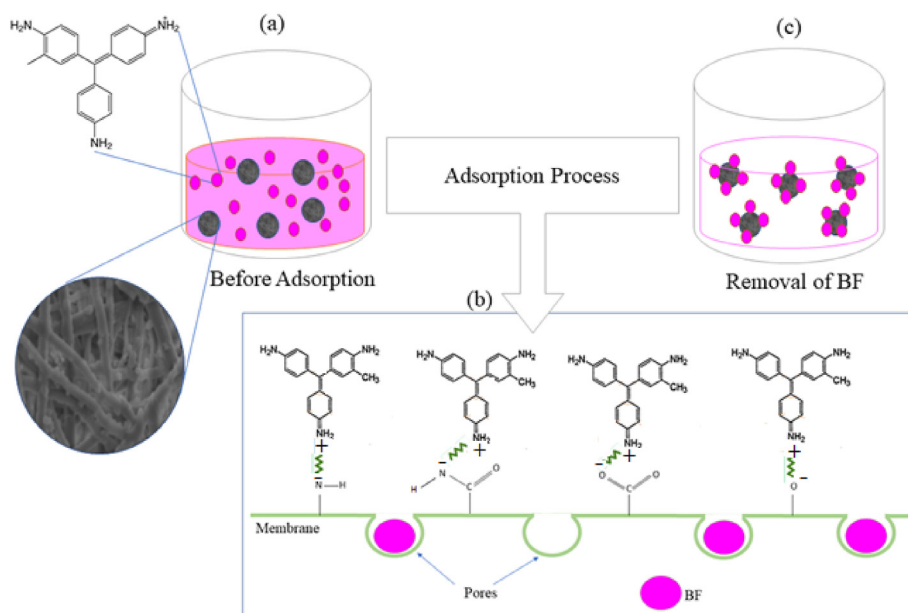 (a)
(c)
H₂N
+
NH₂
NH₂
Adsorption Process
Before Adsorption
Removal of BF
(b)
H₂N
NH₂
CH₃
NH₂
+
-
N
H
H₂N
NH₂
CH₃
NH₂
+
-
H
N
C
O
H₂N
NH₂
CH₃
NH₂
+
-
O
C
O
H₂N
NH₂
CH₃
NH₂
+
-
O
Membrane
Pores
BF